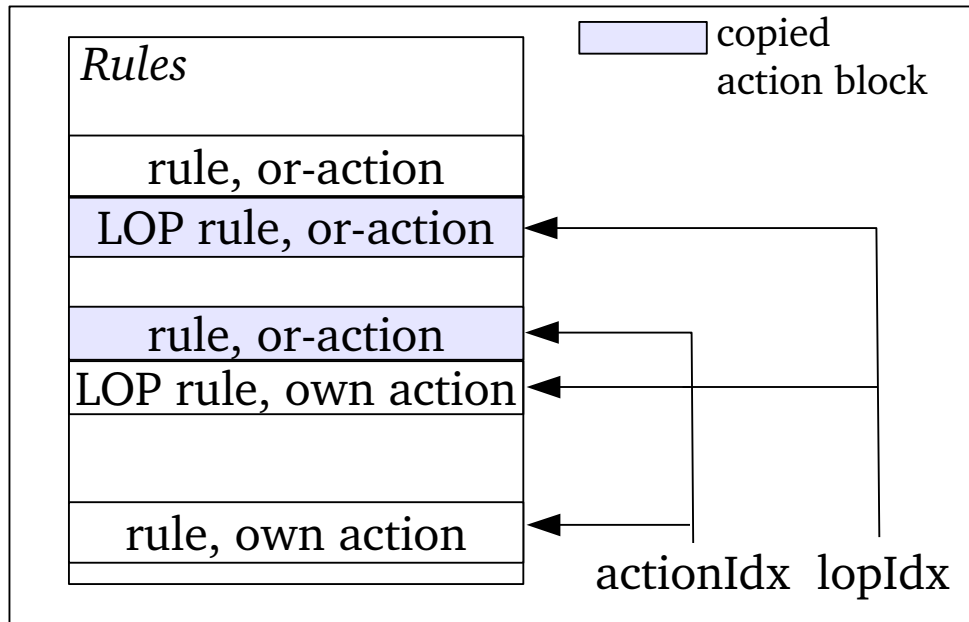 Rules
copied
action block
rule, or-action
LOP rule, or-action
rule, or-action
LOP rule, own action
rule, own action
actionIdx lopIdx